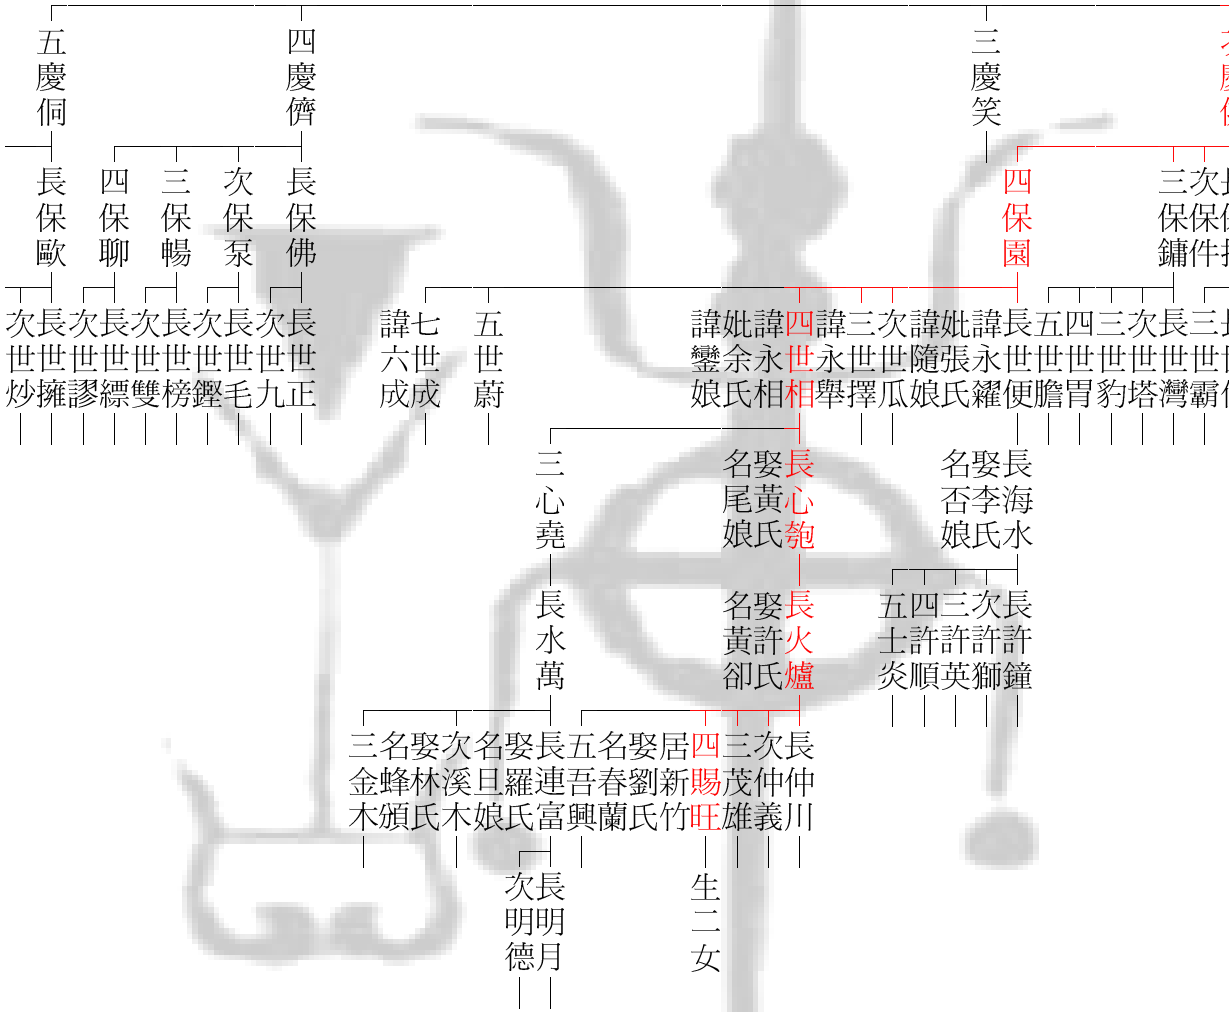 三慶笑
四慶儕
五慶侗
次保件
三保鏞
四保園
長保佛
次保泵
三保暢
四保聊
長保歐
三世霸
長世灣
次世塔
三世豹
四世冐
五世膽
長世便
諱永糴
妣張氏
諱隨娘
次世瓜
三世擇
諱永舉
四世相
諱永相
妣余氏
諱鑾娘
五世蔚
七世成
諱六成
長世正
次世九
長世毛
次世鏗
長世榜
次世雙
長世縹
次世謬
長世擁
次世炒
長海水
娶李氏
名否娘
長心匏
娶黃氏
名尾娘
三心堯
長許鐘
次許獅
三許英
四許順
五士炎
長火爐
娶許氏
名黃卻
長水萬
長仲川
次仲義
三茂雄
四賜旺
居新竹
娶劉氏
名春蘭
五吾興
長連富
娶羅氏
名旦娘
次溪木
娶林氏
名蜂頒
三金木
生二女
長明月
次明德